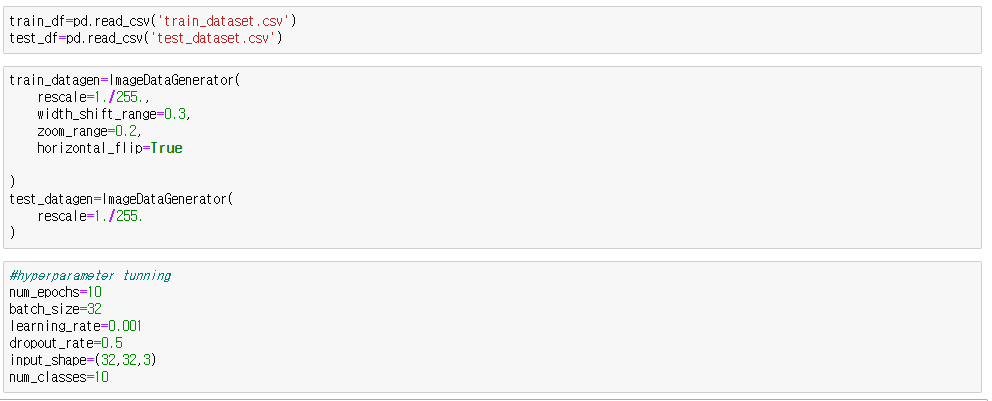 train_df=pd.read_csv('train_dataset.csv')
test_df=pd.read_csv('test_dataset.csv')
train_datagen=ImageDataGenerator(
    rescale=1./255.,
    width_shift_range=0.3,
    zoom_range=0.2,
    horizontal_flip=True
)
test_datagen=ImageDataGenerator(
    rescale=1./255.
)
#hyperparameter tunning
num_epochs=10
batch_size=32
learning_rate=0.001
dropout_rate=0.5
input_shape=(32,32,3)
num_classes=10